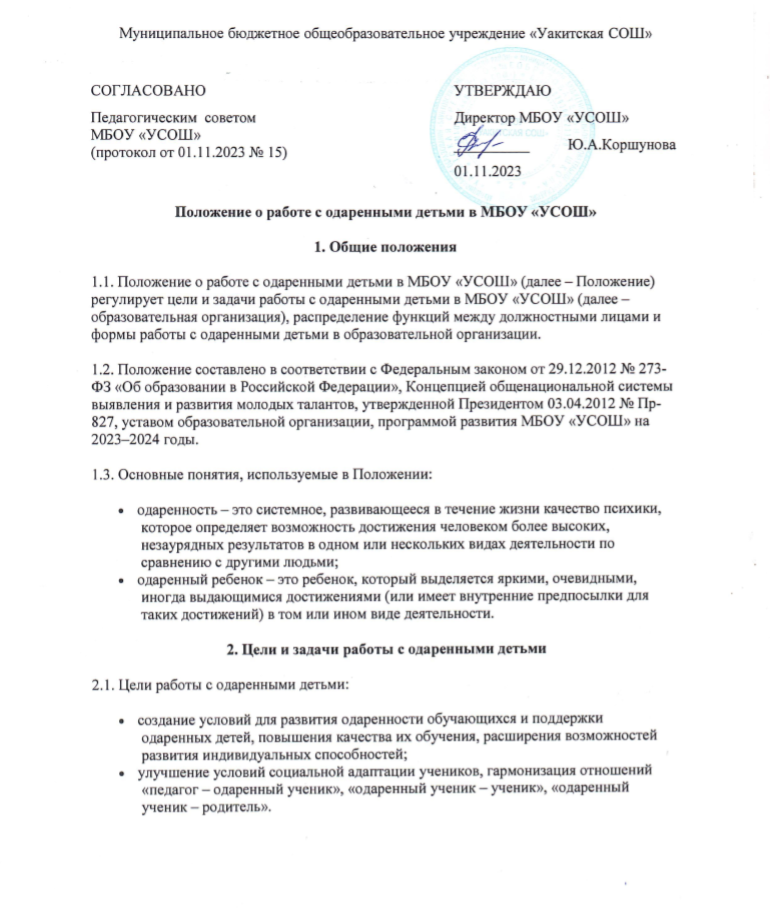 Муниципальное бюджетное общеобразовательное учреждение «Уакитская СОШ»
СОГЛАСОВАНО
Педагогическим советом
МБОУ «УСОШ»
(протокол от 01.11.2023 № 15)
УТВЕРЖДАЮ
Директор МБОУ «УСОШ»
Ю.А.Коршунова
01.11.2023
Положение о работе с одаренными детьми в МБОУ «УСОШ»
1. Общие положения
1.1. Положение о работе с одаренными детьми в МБОУ «УСОШ» (далее – Положение)
регулирует цели и задачи работы с одаренными детьми в МБОУ «УСОШ» (далее –
образовательная организация), распределение функций между должностными лицами и
формы работы с одаренными детьми в образовательной организации.
1.2. Положение составлено в соответствии с Федеральным законом от 29.12.2012 № 273-
ФЗ «Об образовании в Российской Федерации», Концепцией общенациональной системы
выявления и развития молодых талантов, утвержденной Президентом 03.04.2012 № Пр-
827, уставом образовательной организации, программой развития МБОУ «УСОШ» на
2023–2024 годы.
1.3. Основные понятия, используемые в Положении:
• одаренность – это системное, развивающееся в течение жизни качество психики,
которое определяет возможность достижения человеком более высоких,
незаурядных результатов в одном или нескольких видах деятельности по
сравнению с другими людьми;
• одаренный ребенок – это ребенок, который выделяется яркими, очевидными,
иногда выдающимися достижениями (или имеет внутренние предпосылки для
таких достижений) в том или ином виде деятельности.
2. Цели и задачи работы с одаренными детьми
2.1. Цели работы с одаренными детьми:
• создание условий для развития одаренности обучающихся и поддержки
одаренных детей, повышения качества их обучения, расширения возможностей
развития индивидуальных способностей;
• улучшение условий социальной адаптации учеников, гармонизация отношений
«педагог – одаренный ученик», «одаренный ученик – ученик», «одаренный
ученик – родитель».